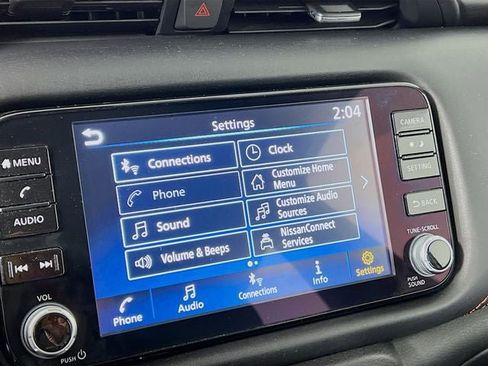 2:04
Settings
MENU
Connections
Clock
Phone
Customize Home
Menu
Sound
Customize Audio
Sources
Volume & Beeps
NissanConnect
Services
Phone
Audio
Connections
Info
Settings
AUDIO
VOL
PUSH
CAMERA
SETTING
BACK
TUNE-SCROLL
PUSH
SOUND